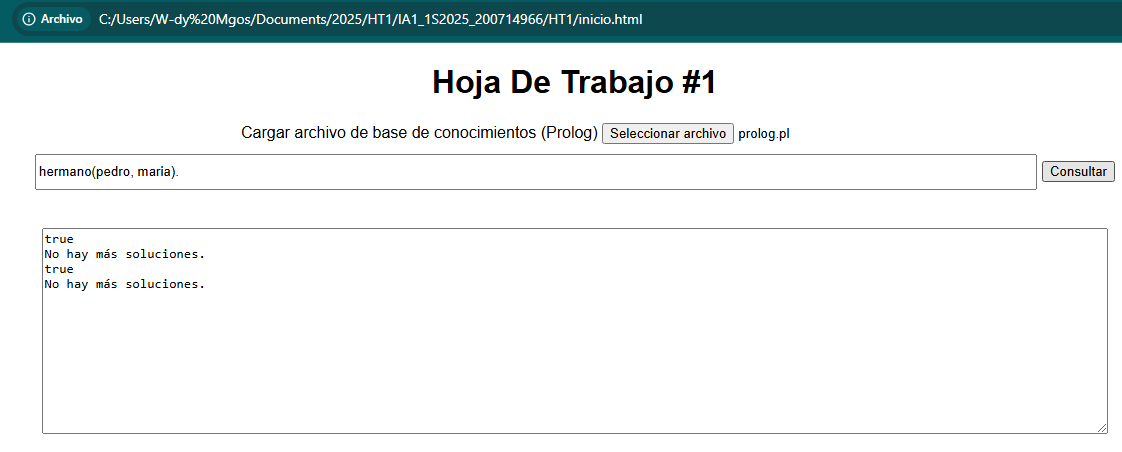 Archivo C:/Users/W-dy%20Mgos/Documents/2025/HT1/IA1_1S2025_200714966/HT1/inicio.html
Hoja De Trabajo #1
Cargar archivo de base de conocimientos (Prolog) Seleccionar archivo prolog.pl
hermano(pedro, maria). Consultar
true
No hay más soluciones.
true
No hay más soluciones.